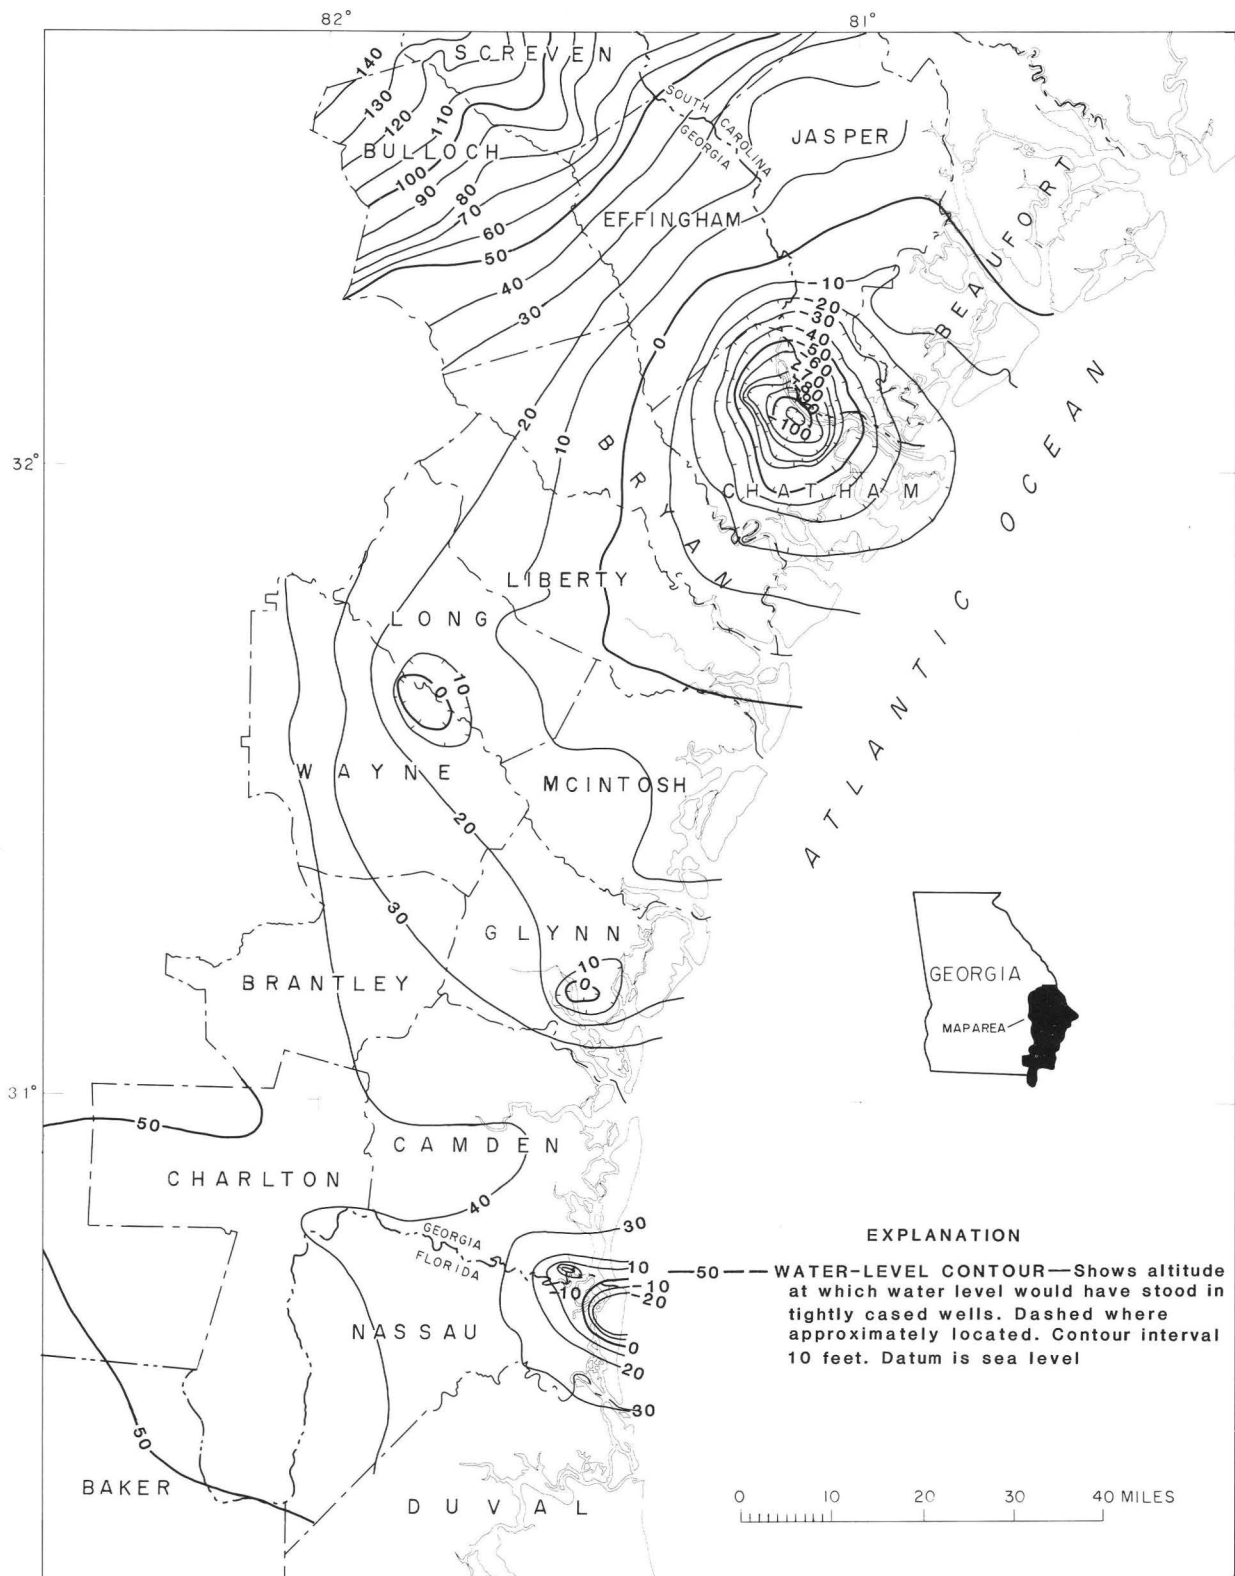 82° 81°
SCREVEN
140
130
120
110
BULLOCH
100
90
80
70
60
50
40
30
SOUTH CAROLINA
GEORGIA
JASPER
EFFINGHAM
BEAUFORT
0
-10
-20
-30
-40
-50
-60
-70
-80
-100
20
10
32°
BRYAN
CHATHAM
ATLANTIC OCEAN
LIBERTY
LONG
10
0
WAYNE
MCINTOSH
20
30
GLYNN
10
0
BRANTLEY
GEORGIA
MAP AREA
31°
50
CAMDEN
CHARLTON
40
GEORGIA
FLORIDA
30
10
-10
-10
-20
0
20
30
NASSAU
50
BAKER
DUVAL
EXPLANATION
—50—— WATER-LEVEL CONTOUR—Shows altitude
at which water level would have stood in
tightly cased wells. Dashed where
approximately located. Contour interval
10 feet. Datum is sea level
0 10 20 30 40 MILES